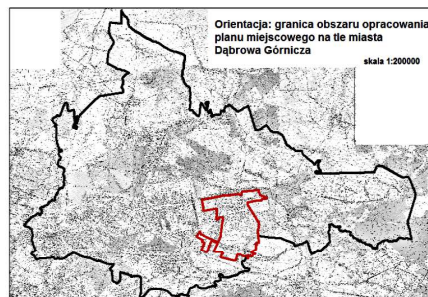 Orientacja: granica obszaru opracowania
planu miejscowego na tle miasta
Dąbrowa Górnicza
skala 1:200000